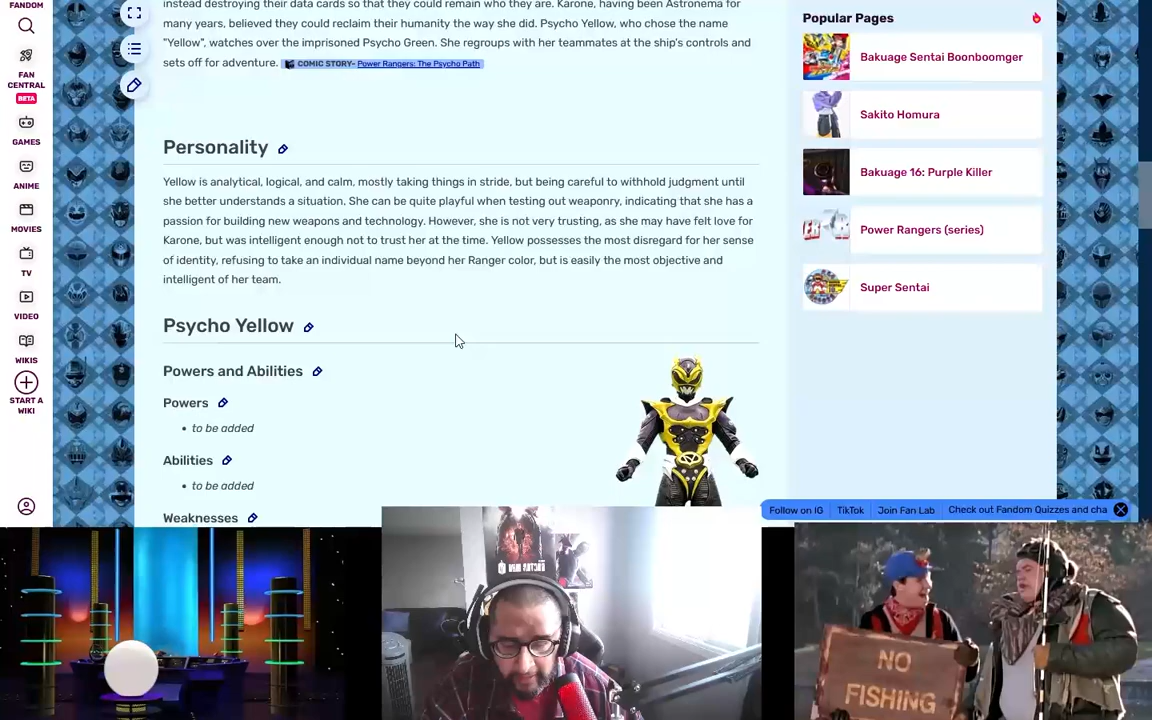 FAN
CENTRAL
BETA
GAMES
ANIME
MOVIES
TV
VIDEO
WIKIS
START A
WIKI
instead destroying their data cards so that they could remain who they are. Karone, having been Astronema for
many years, believed they could reclaim their humanity the way she did. Psycho Yellow, who chose the name
"Yellow", watches over the imprisoned Psycho Green. She regroups with her teammates at the ship's controls and
sets off for adventure. COMIC STORY– Power Rangers: The Psycho Path
Personality
Yellow is analytical, logical, and calm, mostly taking things in stride, but being careful to withhold judgment until
she better understands a situation. She can be quite playful when testing out weaponry, indicating that she has a
passion for building new weapons and technology. However, she is not very trusting, as she may have felt love for
Karone, but was intelligent enough not to trust her at the time. Yellow possesses the most disregard for her sense
of identity, refusing to take an individual name beyond her Ranger color, but is easily the most objective and
intelligent of her team.
Psycho Yellow
Powers and Abilities
Powers
• to be added
Abilities
• to be added
Weaknesses
Popular Pages
Bakuage Sentai Boonboomger
Sakito Homura
Bakuage 16: Purple Killer
Power Rangers (series)
Super Sentai
Follow on IG
TikTok
Join Fan Lab
Check out Fandom Quizzes and cha
NO
FISHING